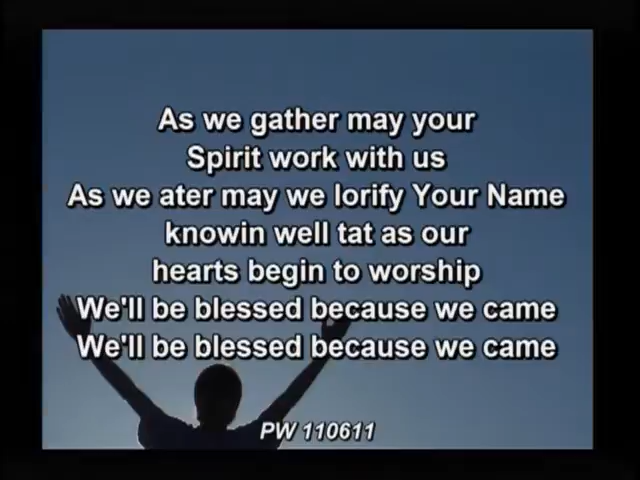 As we gather may your
Spirit work with us
As we ater may we lorify Your Name
knowin well tat as our
hearts begin to worship
We'll be blessed because we came
We'll be blessed because we came
PW 110611